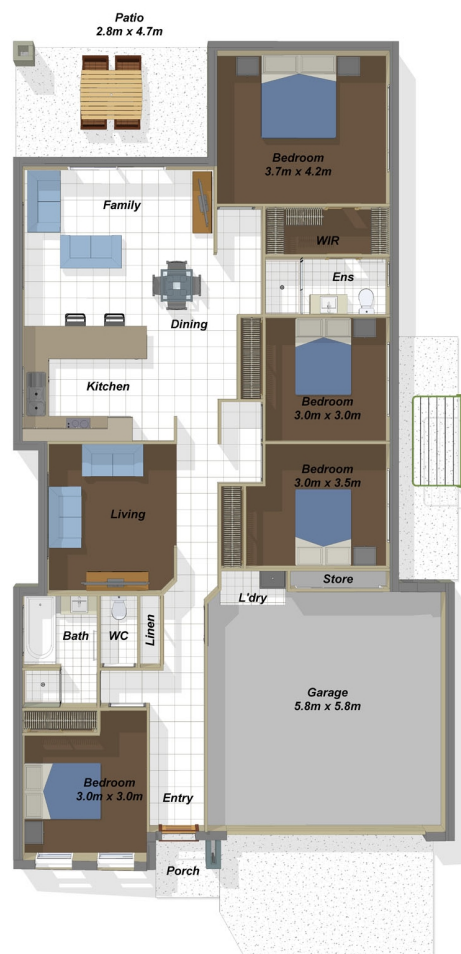 Patio
2.8m x 4.7m
Bedroom
3.7m x 4.2m
Family
WIR
Ens
Dining
Kitchen
Bedroom
3.0m x 3.0m
Bedroom
3.0m x 3.5m
Living
Store
L'dry
Bath
WC
Linen
Garage
5.8m x 5.8m
Bedroom
3.0m x 3.0m
Entry
Porch